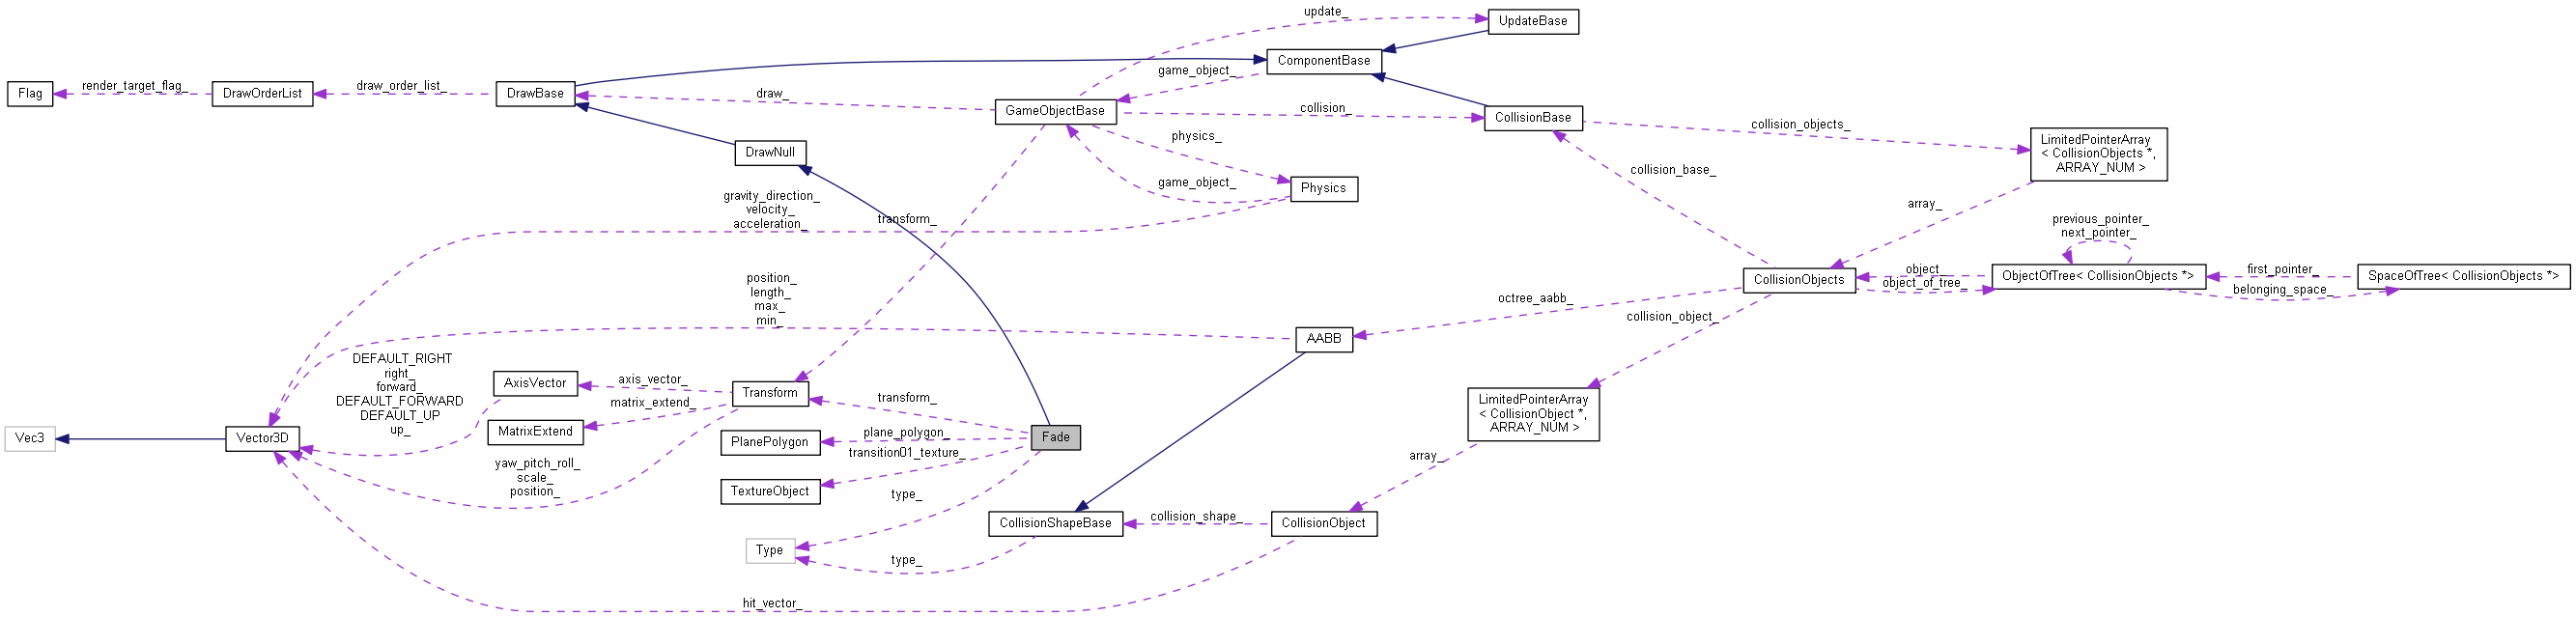 update_
UpdateBase
ComponentBase
game_object_
Flag
render_target_flag_
DrawOrderList
draw_order_list_
DrawBase
draw_
GameObjectBase
collision_
CollisionBase
collision_objects_
LimitedPointerArray
< CollisionObjects *,
ARRAY_NUM >
physics_
DrawNull
game_object_
Physics
collision_base_
gravity_direction_
velocity_
acceleration_
transform_
array_
previous_pointer_
next_pointer_
CollisionObjects
object_
object_of_tree_
ObjectOfTree< CollisionObjects *>
first_pointer_
belonging_space_
SpaceOfTree< CollisionObjects *>
position_
length_
max_
min_
octree_aabb_
collision_object_
AABB
DEFAULT_RIGHT
right_
forward_
DEFAULT_FORWARD
DEFAULT_UP
up_
AxisVector
axis_vector_
matrix_extend_
Transform
transform_
LimitedPointerArray
< CollisionObject *,
ARRAY_NUM >
Vec3
Vector3D
MatrixExtend
PlanePolygon
plane_polygon_
transition01_texture_
Fade
array_
yaw_pitch_roll_
scale_
position_
TextureObject
type_
CollisionShapeBase
collision_shape_
CollisionObject
Type
type_
hit_vector_